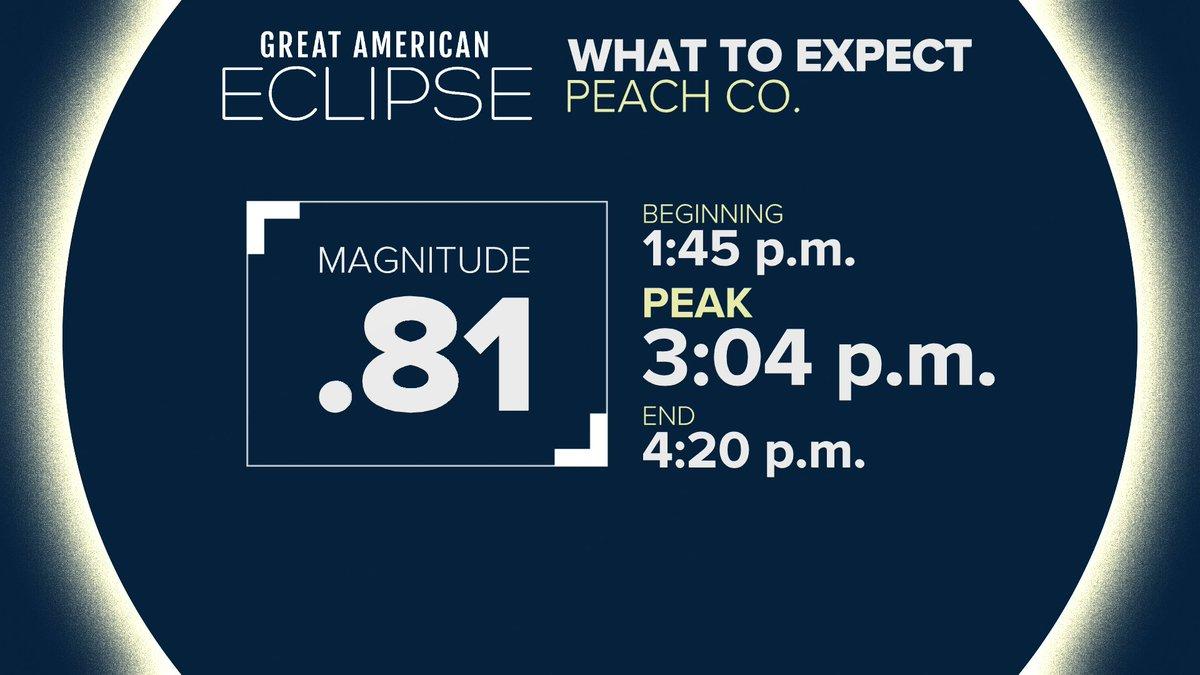 GREAT AMERICAN
ECLIPSE
WHAT TO EXPECT
PEACH CO.
MAGNITUDE
.81
BEGINNING
1:45 p.m.
PEAK
3:04 p.m.
END
4:20 p.m.